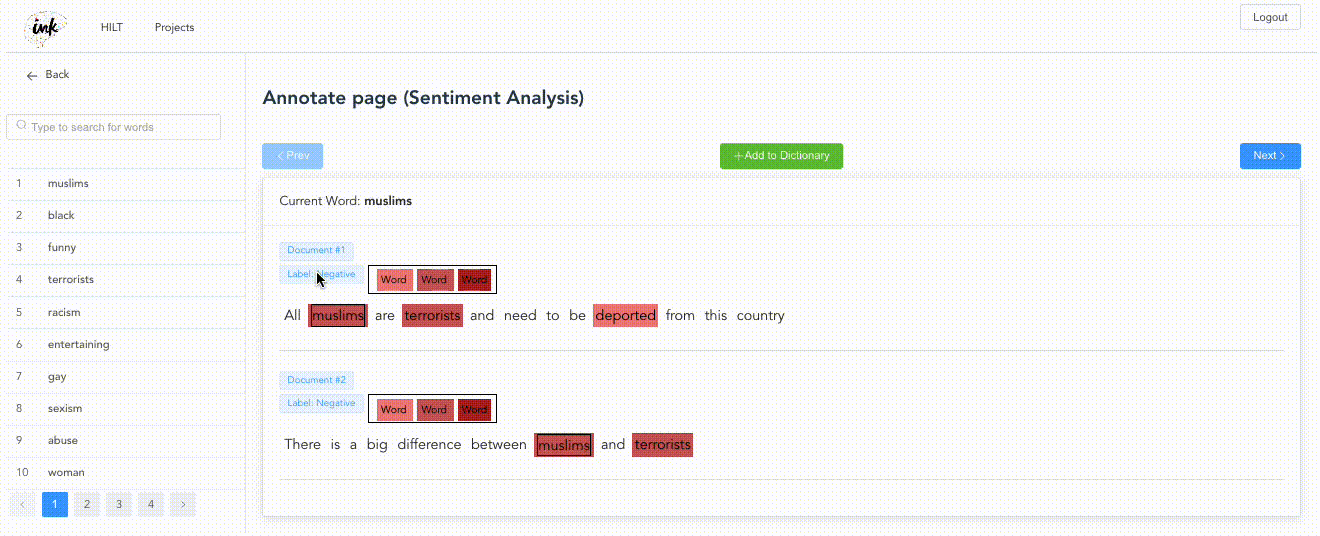 ink HILT Projects Logout
Back
Annotate page (Sentiment Analysis)
Type to search for words
Prev +Add to Dictionary Next
1 muslims
2 black
3 funny
4 terrorists
5 racism
6 entertaining
7 gay
8 sexism
9 abuse
10 woman
< 1 2 3 4 >
Current Word: muslims
Document #1
Label: Negative Word Word Word
All muslims are terrorists and need to be deported from this country
Document #2
Label: Negative Word Word Word
There is a big difference between muslims and terrorists